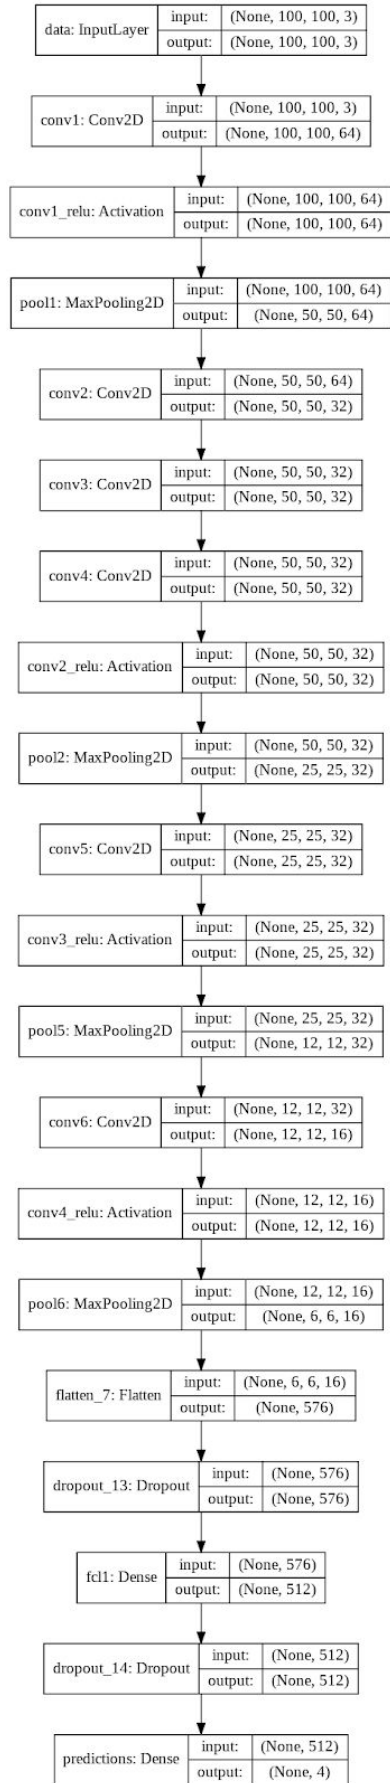 data: InputLayer
input: (None, 100, 100, 3)
output: (None, 100, 100, 3)
conv1: Conv2D
input: (None, 100, 100, 3)
output: (None, 100, 100, 64)
conv1_relu: Activation
input: (None, 100, 100, 64)
output: (None, 100, 100, 64)
pool1: MaxPooling2D
input: (None, 100, 100, 64)
output: (None, 50, 50, 64)
conv2: Conv2D
input: (None, 50, 50, 64)
output: (None, 50, 50, 32)
conv3: Conv2D
input: (None, 50, 50, 32)
output: (None, 50, 50, 32)
conv4: Conv2D
input: (None, 50, 50, 32)
output: (None, 50, 50, 32)
conv2_relu: Activation
input: (None, 50, 50, 32)
output: (None, 50, 50, 32)
pool2: MaxPooling2D
input: (None, 50, 50, 32)
output: (None, 25, 25, 32)
conv5: Conv2D
input: (None, 25, 25, 32)
output: (None, 25, 25, 32)
conv3_relu: Activation
input: (None, 25, 25, 32)
output: (None, 25, 25, 32)
pool5: MaxPooling2D
input: (None, 25, 25, 32)
output: (None, 12, 12, 32)
conv6: Conv2D
input: (None, 12, 12, 32)
output: (None, 12, 12, 16)
conv4_relu: Activation
input: (None, 12, 12, 16)
output: (None, 12, 12, 16)
pool6: MaxPooling2D
input: (None, 12, 12, 16)
output: (None, 6, 6, 16)
flatten_7: Flatten
input: (None, 6, 6, 16)
output: (None, 576)
dropout_13: Dropout
input: (None, 576)
output: (None, 576)
fcl1: Dense
input: (None, 576)
output: (None, 512)
dropout_14: Dropout
input: (None, 512)
output: (None, 512)
predictions: Dense
input: (None, 512)
output: (None, 4)